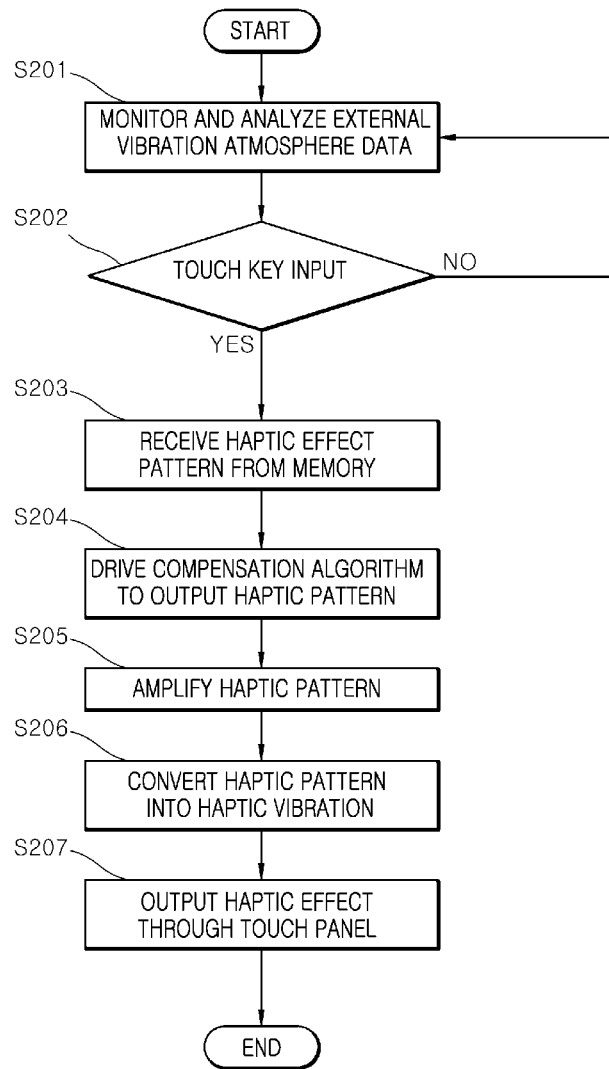 START
S201
MONITOR AND ANALYZE EXTERNAL
VIBRATION ATMOSPHERE DATA
S202
TOUCH KEY INPUT
NO
YES
S203
RECEIVE HAPTIC EFFECT
PATTERN FROM MEMORY
S204
DRIVE COMPENSATION ALGORITHM
TO OUTPUT HAPTIC PATTERN
S205
AMPLIFY HAPTIC PATTERN
S206
CONVERT HAPTIC PATTERN
INTO HAPTIC VIBRATION
S207
OUTPUT HAPTIC EFFECT
THROUGH TOUCH PANEL
END